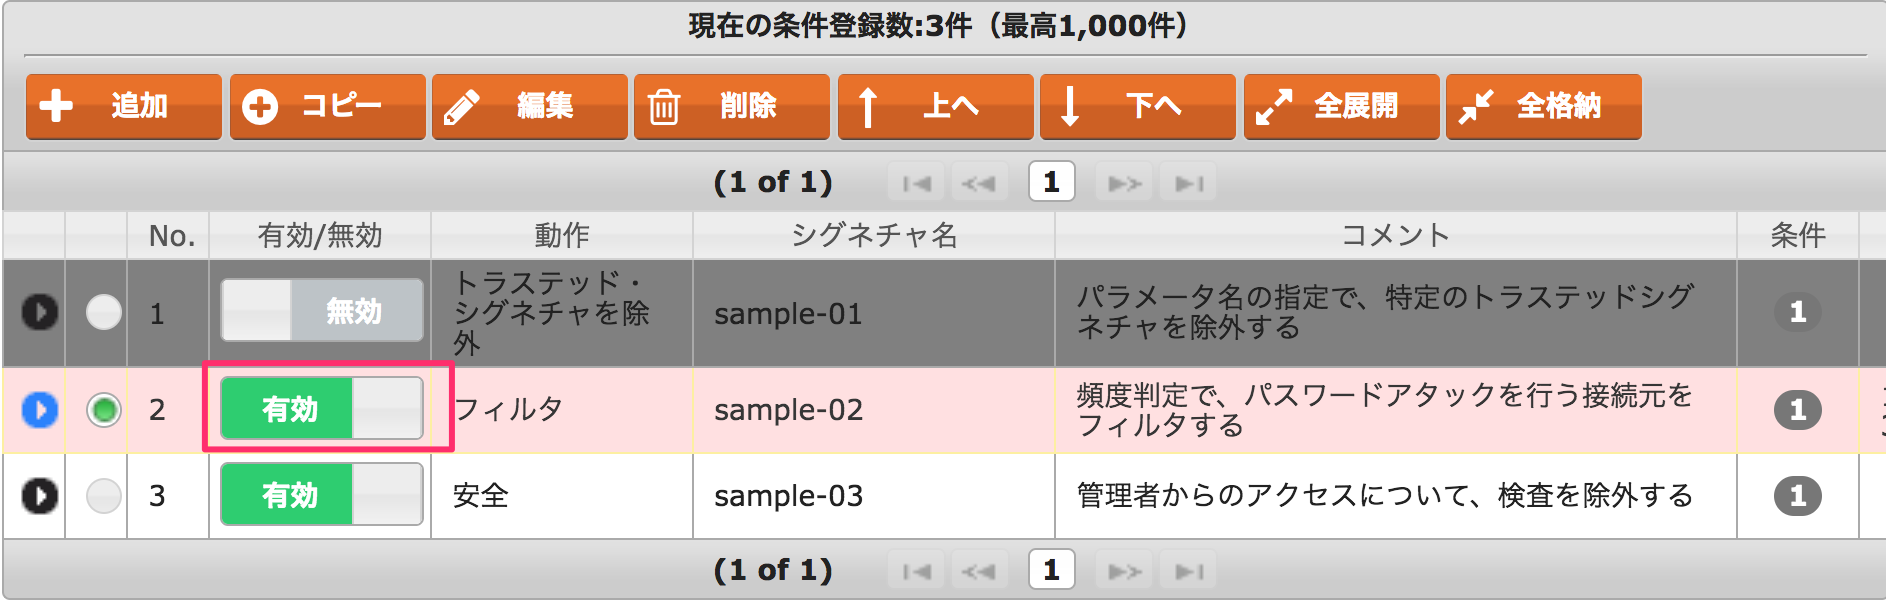 現在の条件登録数:3件（最高1,000件）
追加 コピー 編集 削除 上へ 下へ 全展開 全格納
(1 of 1) 1
No. 有効/無効 動作 シグネチャ名 コメント 条件
1 無効 トラステッド・シグネチャを除外 sample-01 パラメータ名の指定で、特定のトラステッドシグネチャを除外する 1
2 有効 フィルタ sample-02 頻度判定で、パスワードアタックを行う接続元をフィルタする 1
3 有効 安全 sample-03 管理者からのアクセスについて、検査を除外する 1
(1 of 1) 1